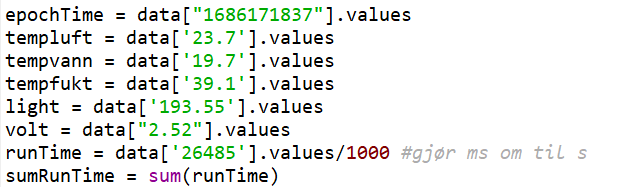 epochTime = data["1686171837"].values
templuft = data['23.7'].values
tempvann = data['19.7'].values
tempfukt = data['39.1'].values
light = data['193.55'].values
volt = data["2.52"].values
runTime = data['26485'].values/1000 #gjør ms om til s
sumRunTime = sum(runTime)